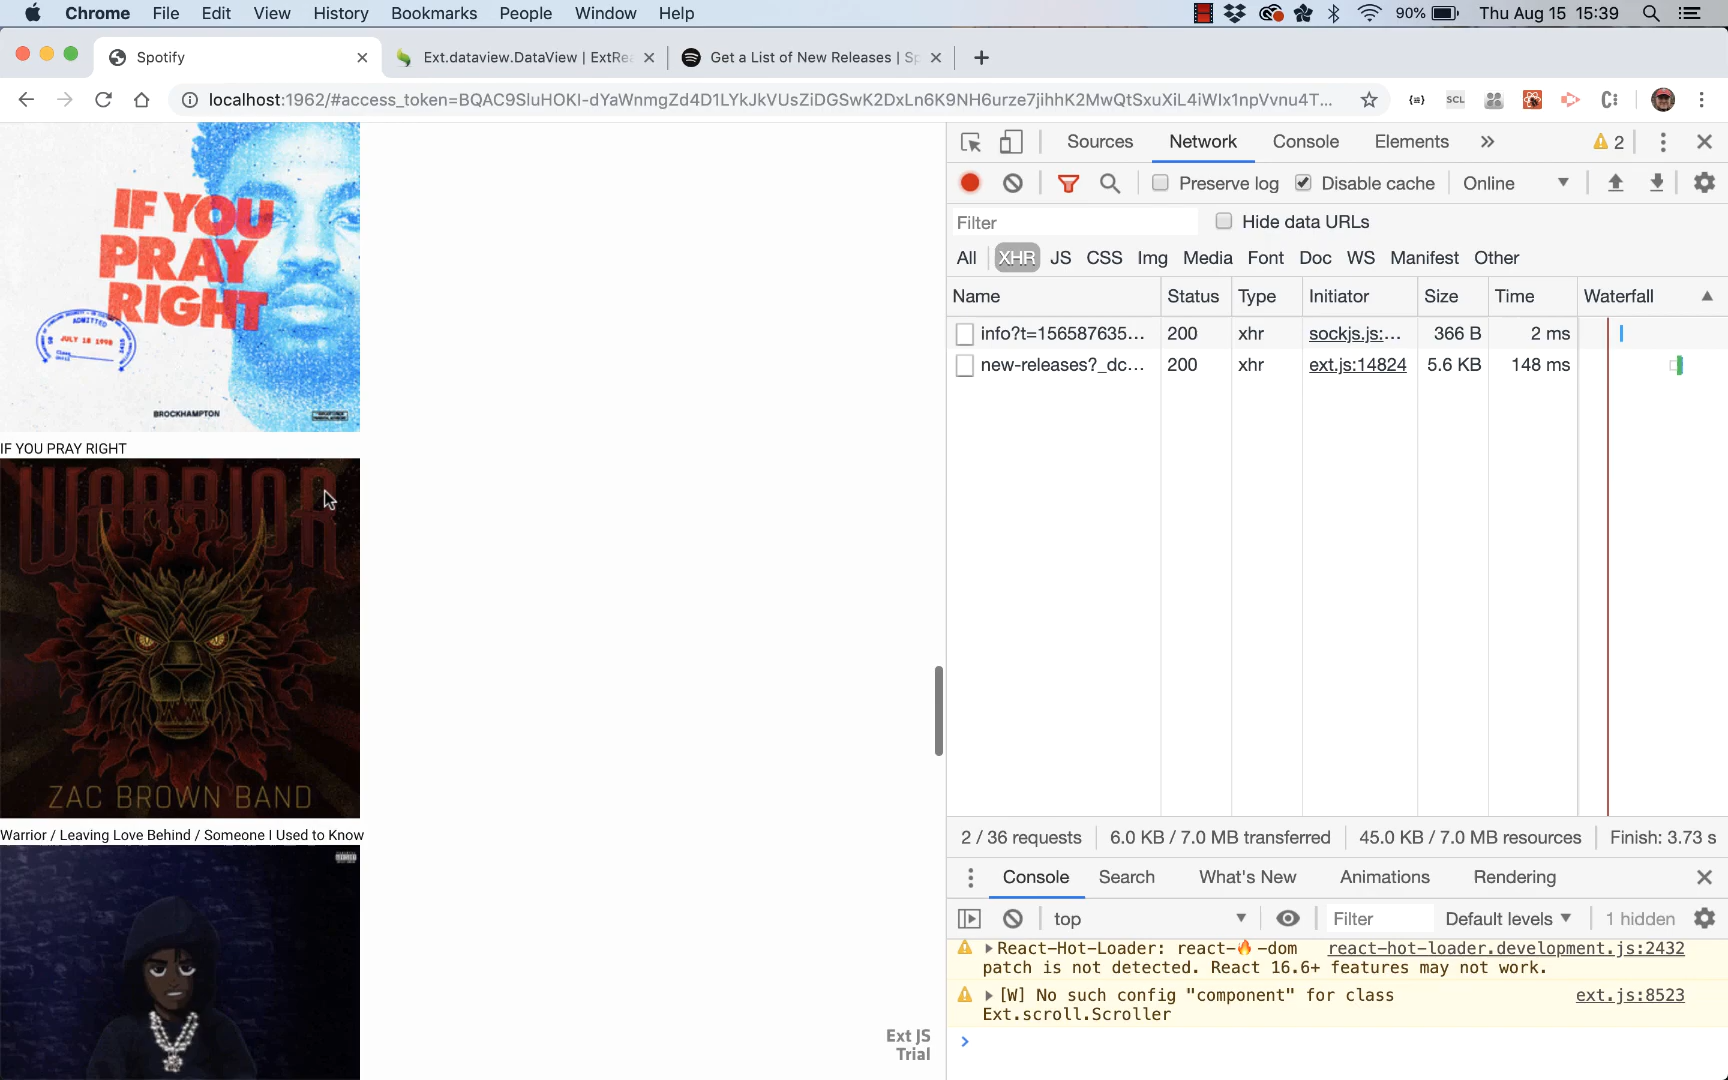 Chrome File Edit View History Bookmarks People Window Help 90% Thu Aug 15 15:39
Spotify Ext.dataview.DataView | ExtRea Get a List of New Releases | Sp
localhost:1962/#access_token=BQAC9SluHOKI-dYaWnmgZd4D1LYkJkVUsZiDGSwK2DxLn6K9NH6urze7jihhK2MwQtSxuXiL4iWIx1npVvnu4T... SCL
IF YOU
PRAY
RIGHT
ADMITTED
JULY 18 1998
BROCKHAMPTON
IF YOU PRAY RIGHT
WARRIOR
ZAC BROWN BAND
Warrior / Leaving Love Behind / Someone I Used to Know
Ext JS
Trial
Sources Network Console Elements 2
Preserve log Disable cache Online
Filter Hide data URLs
All XHR JS CSS Img Media Font Doc WS Manifest Other
Name Status Type Initiator Size Time Waterfall
info?t=156587635... 200 xhr sockjs.js:... 366 B 2 ms
new-releases?_dc... 200 xhr ext.js:14824 5.6 KB 148 ms
2 / 36 requests 6.0 KB / 7.0 MB transferred 45.0 KB / 7.0 MB resources Finish: 3.73 s
Console Search What's New Animations Rendering
top Filter Default levels 1 hidden
React-Hot-Loader: react-🔥-dom react-hot-loader.development.js:2432
patch is not detected. React 16.6+ features may not work.
[W] No such config "component" for class ext.js:8523
Ext.scroll.Scroller